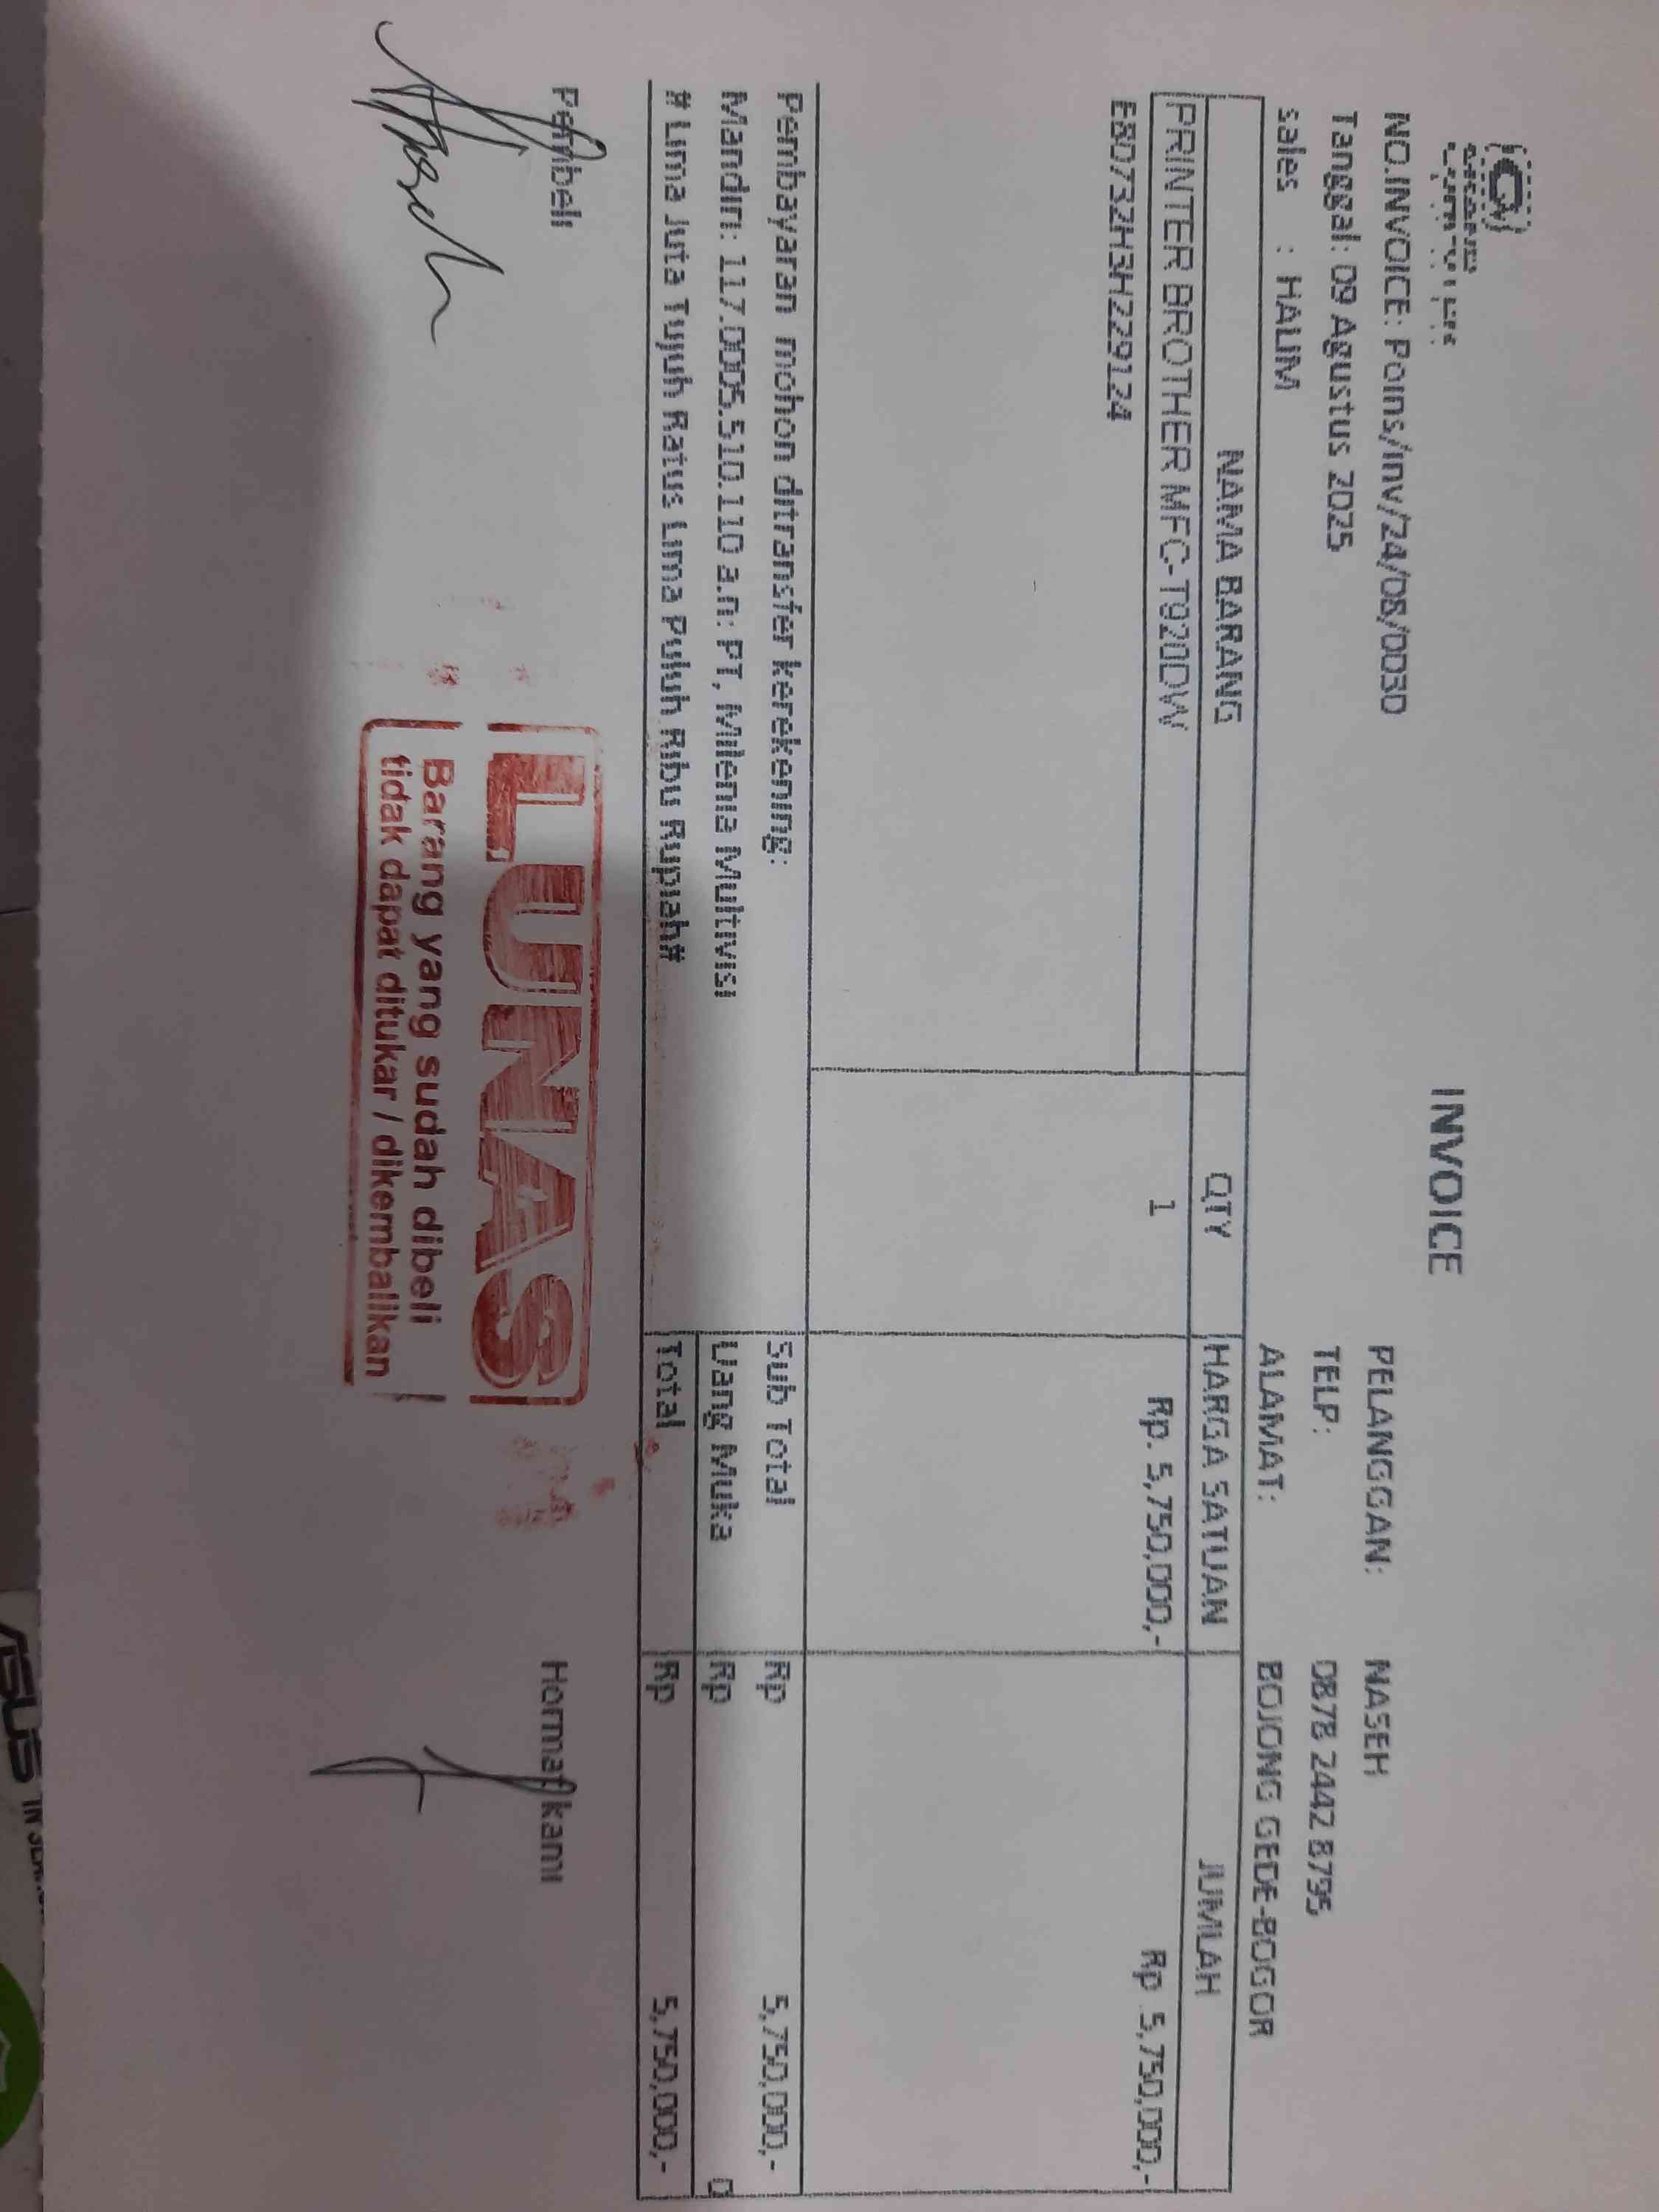 INVOICE
NO.INVOICE: Poins/inv/24/08/0030
Tanggal: 09 Agustus 2025
sales : HALIM
PELANGGAN: NASEH
TELP: 0878 2442 8795
ALAMAT: BOJONG GEDE-BOGOR
NAMA BARANG QTY HARGA SATUAN JUMLAH
PRINTER BROTHER MFC-T920DW 1 Rp. 5,750,000,- Rp 5,750,000,-
E80732H3H229124
Pembayaran mohon ditransfer kerekening: Sub Total Rp 5,750,000,-
Mandiri: 117.0005.510.110 a.n: PT, Milenia Multivisi Uang Muka Rp 0
# Lima Juta Tujuh Ratus Lima Puluh Ribu Rupiah# Total Rp 5,750,000,-
Pembeli Hormat kami
LUNAS
Barang yang sudah dibeli
tidak dapat ditukar / dikembalikan
ASUS